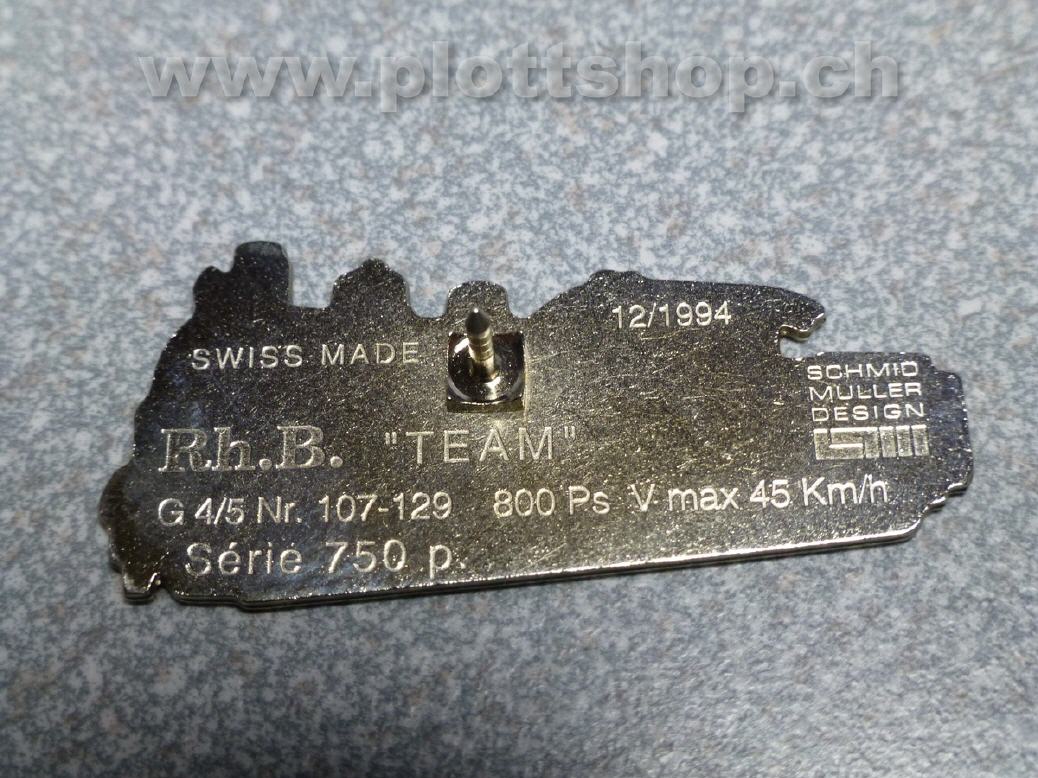 www.plottshop.ch
12/1994
SWISS MADE
SCHMID
MULLER
DESIGN
Rh.B. "TEAM"
G 4/5 Nr. 107-129 800 Ps V max 45 Km/h
Série 750 p.